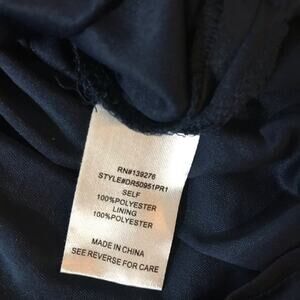 RN#139276
STYLE#DR50951PR1
SELF
100%POLYESTER
LINING
100%POLYESTER
MADE IN CHINA
SEE REVERSE FOR CARE